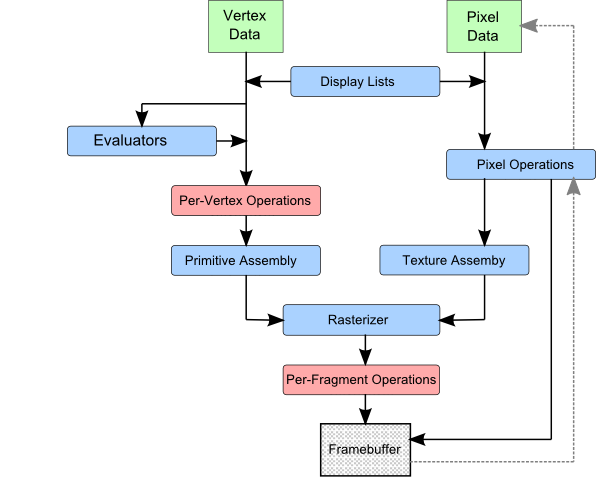 Vertex
Data
Pixel
Data
Display Lists
Evaluators
Pixel Operations
Per-Vertex Operations
Primitive Assembly
Texture Assemby
Rasterizer
Per-Fragment Operations
Framebuffer